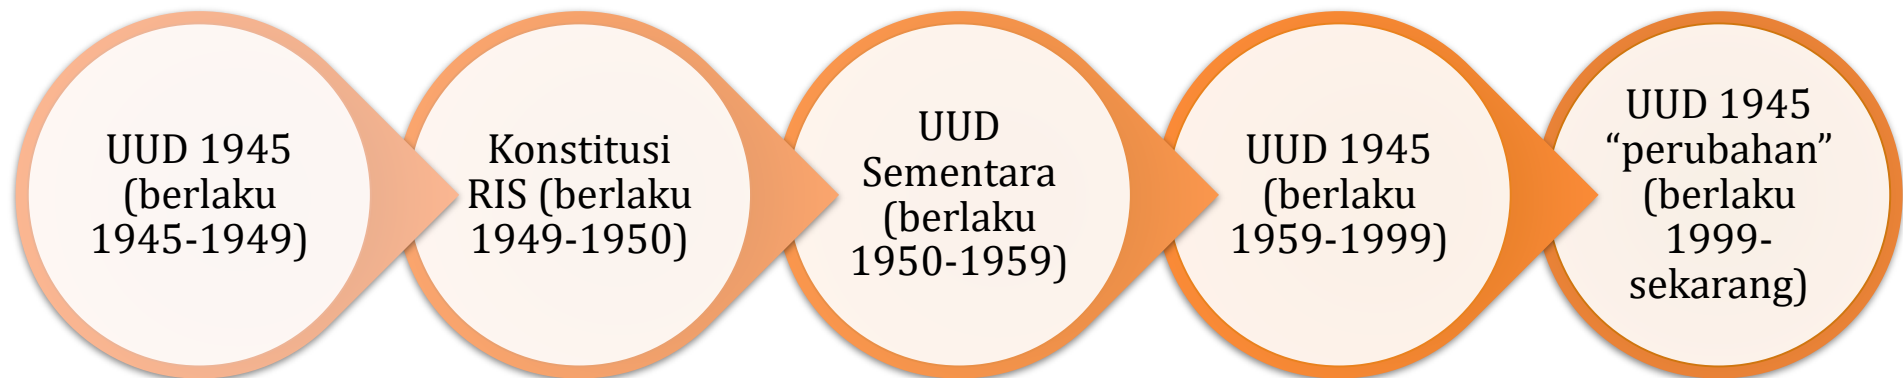 UUD 1945
(berlaku
1945-1949)
Konstitusi
RIS (berlaku
1949-1950)
UUD
Sementara
(berlaku
1950-1959)
UUD 1945
(berlaku
1959-1999)
UUD 1945
“perubahan”
(berlaku
1999-
sekarang)